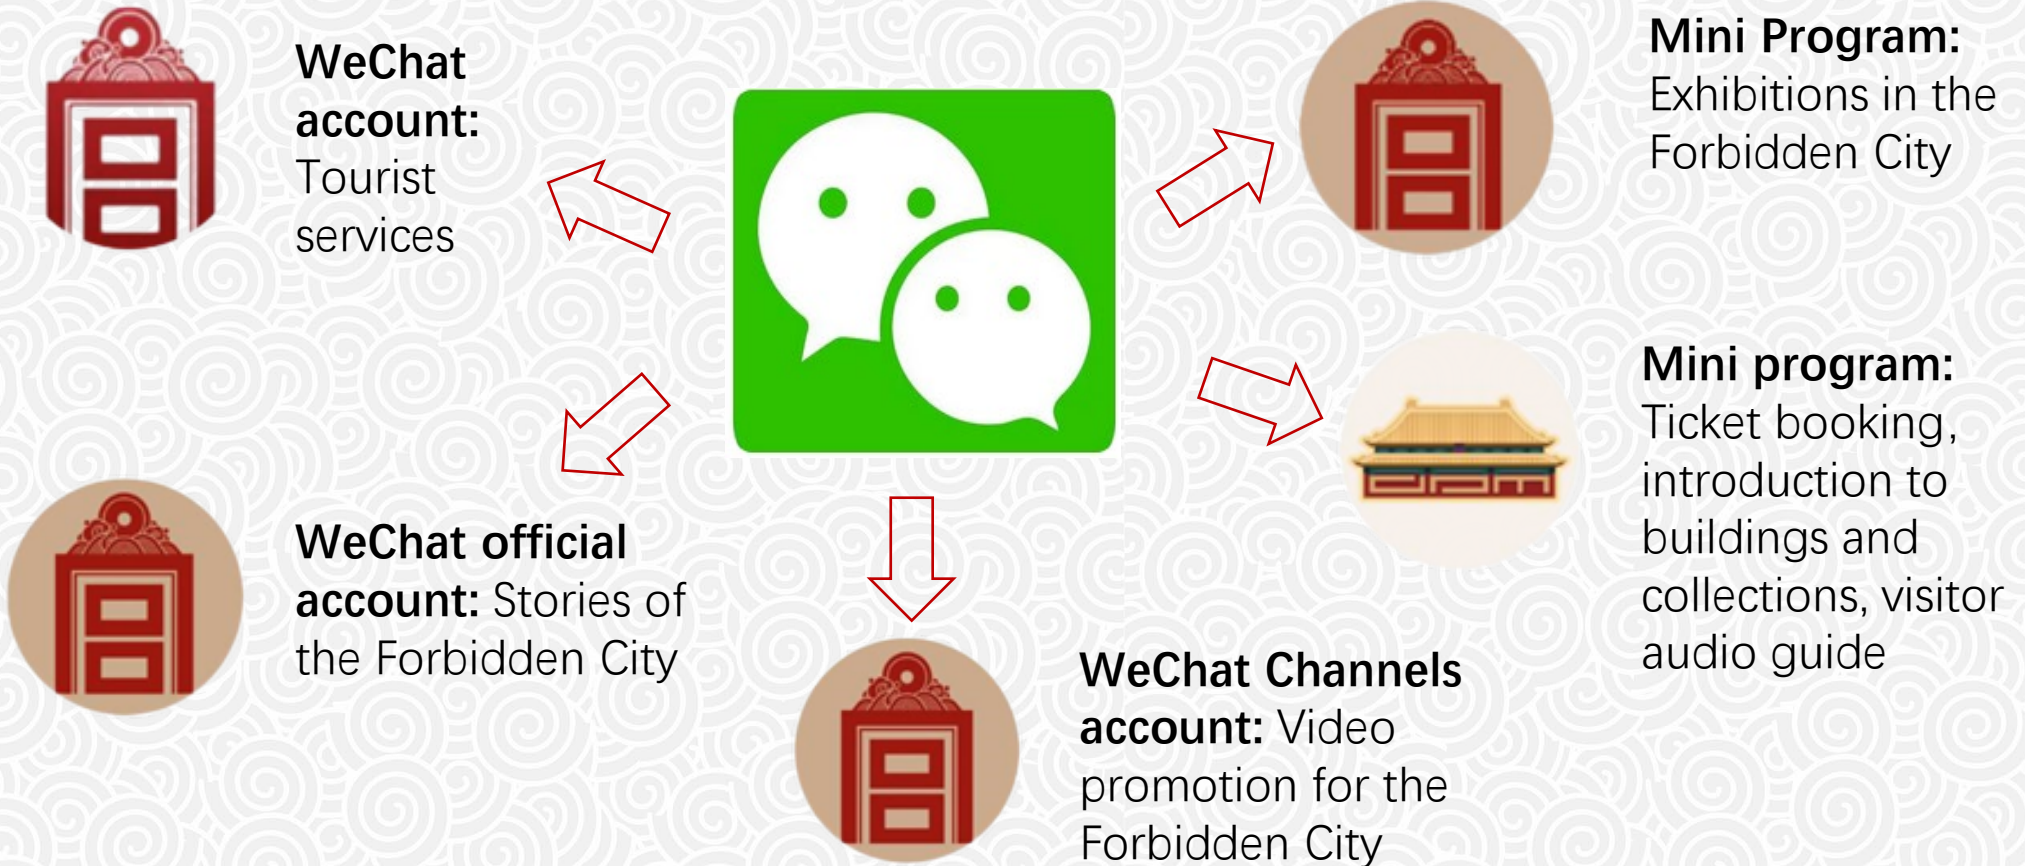 WeChat
account:
Tourist
services
Mini Program:
Exhibitions in the
Forbidden City
WeChat official
account: Stories of
the Forbidden City
WeChat Channels
account: Video
promotion for the
Forbidden City
Mini program:
Ticket booking,
introduction to
buildings and
collections, visitor
audio guide